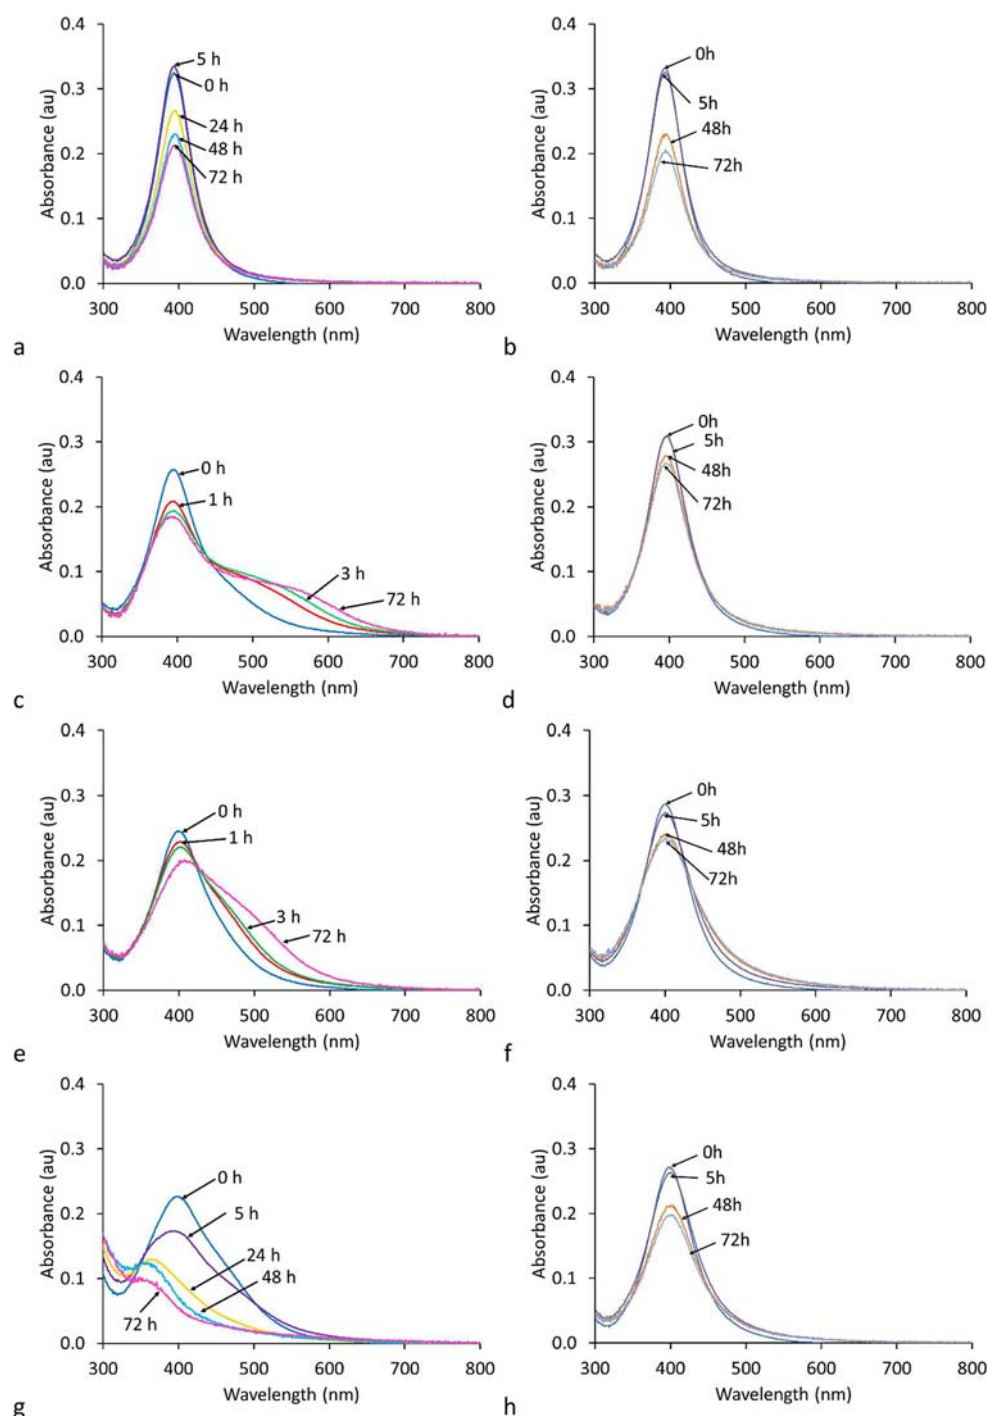 0.4
0.3
0.2
0.1
0.0
Absorbance (au)
5 h
0 h
24 h
48 h
72 h
300 400 500 600 700 800
Wavelength (nm)
a
0.4
0.3
0.2
0.1
0.0
Absorbance (au)
0h
5h
48h
72h
300 400 500 600 700 800
Wavelength (nm)
b
0.4
0.3
0.2
0.1
0.0
Absorbance (au)
0 h
1 h
3 h
72 h
300 400 500 600 700 800
Wavelength (nm)
c
0.4
0.3
0.2
0.1
0.0
Absorbance (au)
0h
5h
48h
72h
300 400 500 600 700 800
Wavelength (nm)
d
0.4
0.3
0.2
0.1
0.0
Absorbance (au)
0 h
1 h
3 h
72 h
300 400 500 600 700 800
Wavelength (nm)
e
0.4
0.3
0.2
0.1
0.0
Absorbance (au)
0h
5h
48h
72h
300 400 500 600 700 800
Wavelength (nm)
f
0.4
0.3
0.2
0.1
0.0
Absorbance (au)
0 h
5 h
24 h
48 h
72 h
300 400 500 600 700 800
Wavelength (nm)
g
0.4
0.3
0.2
0.1
0.0
Absorbance (au)
0h
5h
48h
72h
300 400 500 600 700 800
Wavelength (nm)
h